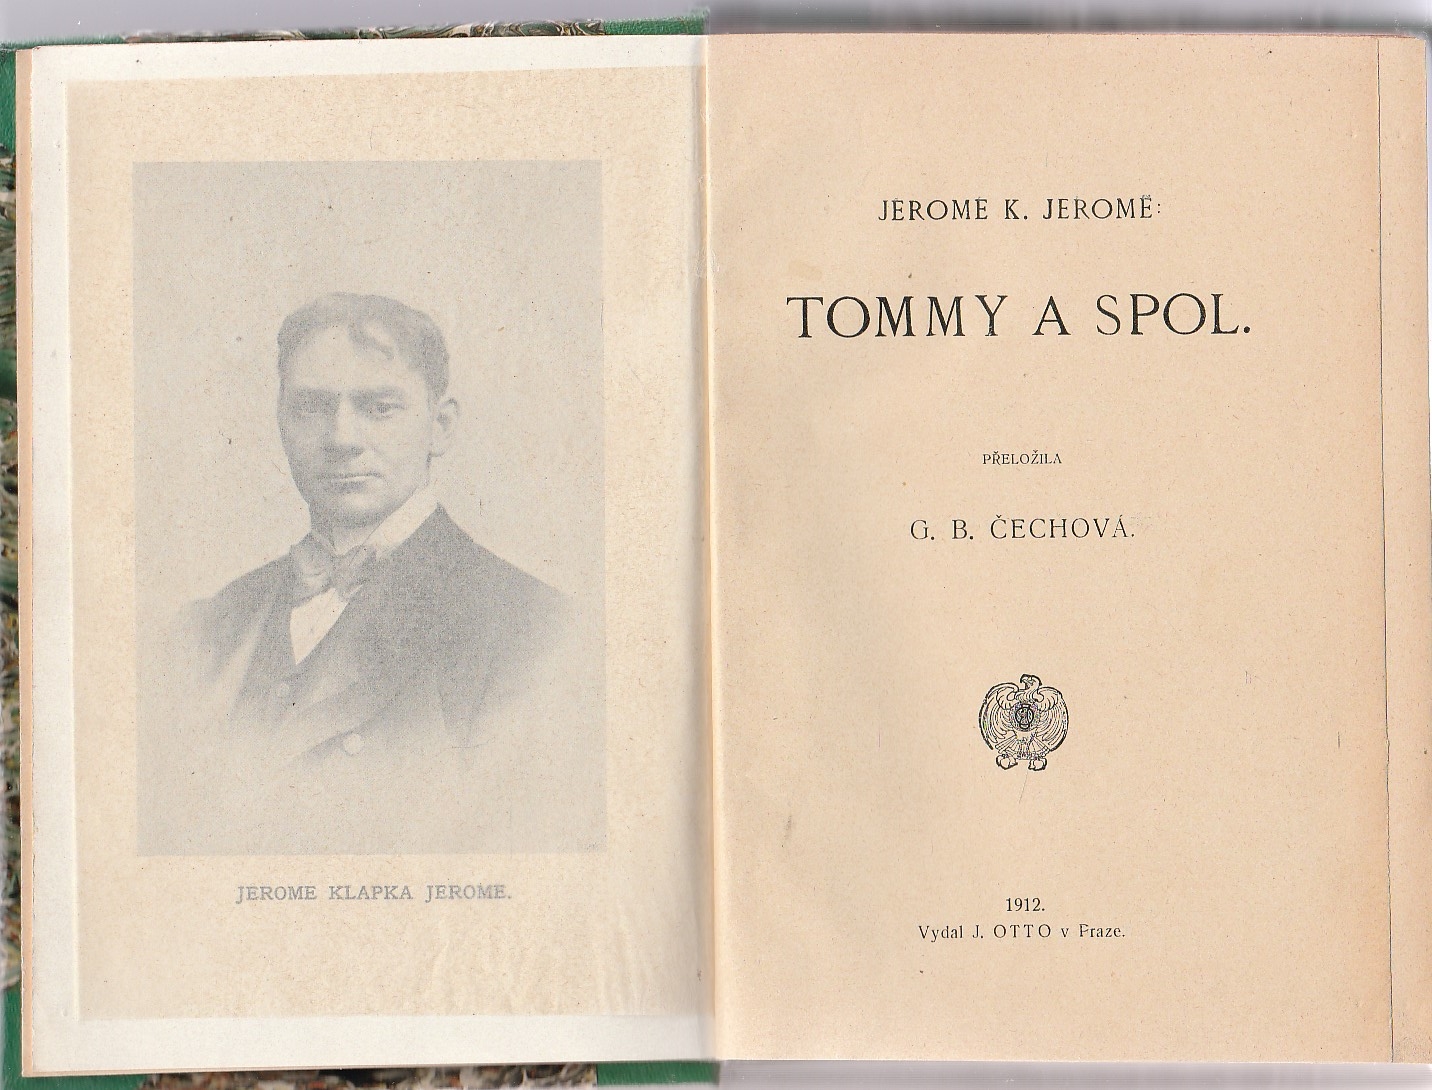 JEROME KLAPKA JEROME.
JEROME K. JEROME:
TOMMY A SPOL.
PŘELOŽILA
G. B. ČECHOVÁ.
1912.
Vydal J. OTTO v Praze.